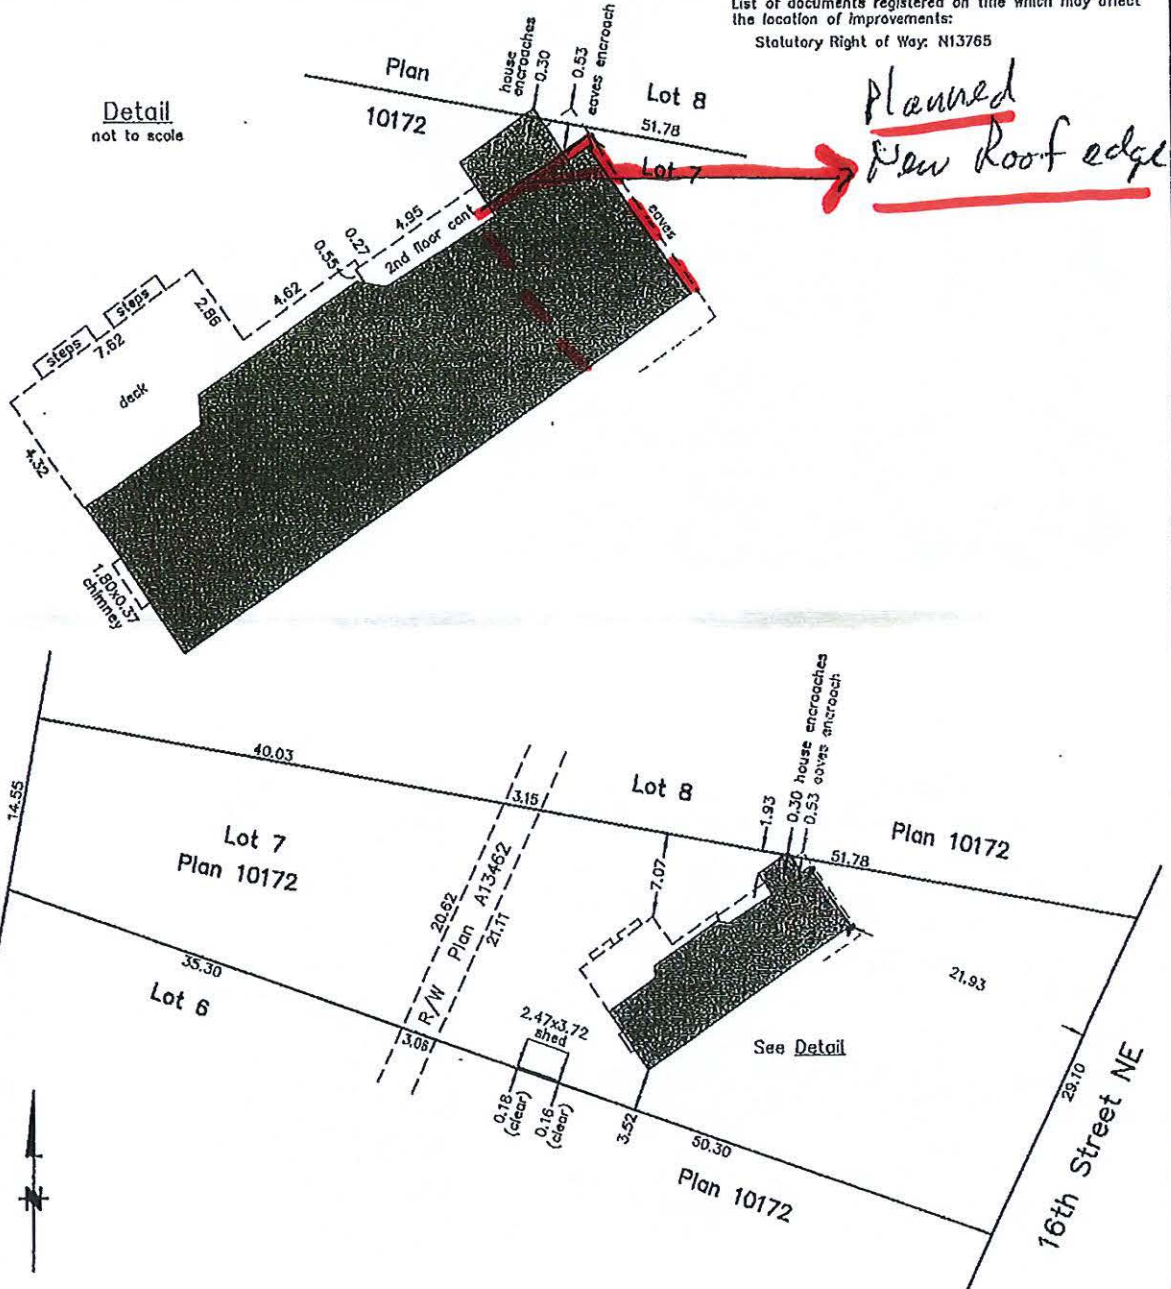 List of documents registered on title which may affect
the location of improvements:
Statutory Right of Way: N13765
Detail
not to scale
Plan
10172
house
encroaches
0.30
0.53
eaves encroach
Lot 8
51.78
Lot 7
Planned
New Roof edge
eaves
4.95
2nd floor cant
0.27
0.55
4.62
2.86
steps
steps
7.62
deck
4.32
1.80x0.37
chimney
14.55
40.03
3.15
Lot 8
1.93
0.30 house encroaches
0.53 eaves encroach
51.78
Plan 10172
Lot 7
Plan 10172
20.62
R/W Plan A13462
21.11
7.07
35.30
Lot 6
3.06
2.47x3.72
shed
0.18
(clear)
0.16
(clear)
3.52
50.30
Plan 10172
See Detail
21.93
29.10
16th Street NE
N